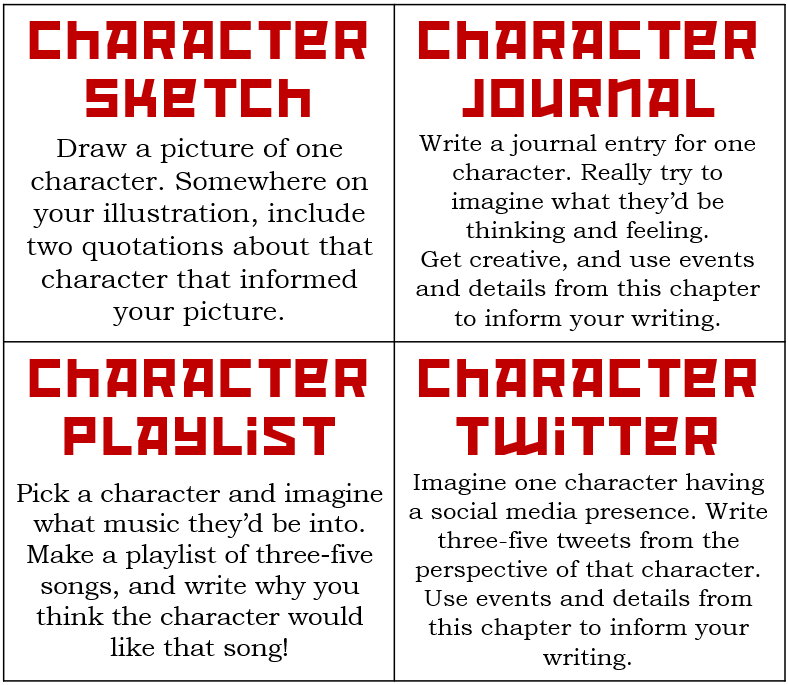 ChARACTER
SKETCh
Draw a picture of one
character. Somewhere on
your illustration, include
two quotations about that
character that informed
your picture.
ChARACTER
JOURNAL
Write a journal entry for one
character. Really try to
imagine what they’d be
thinking and feeling.
Get creative, and use events
and details from this chapter
to inform your writing.
ChARACTER
PLAYLiST
Pick a character and imagine
what music they’d be into.
Make a playlist of three-five
songs, and write why you
think the character would
like that song!
ChARACTER
TWiTTER
Imagine one character having
a social media presence. Write
three-five tweets from the
perspective of that character.
Use events and details from
this chapter to inform your
writing.